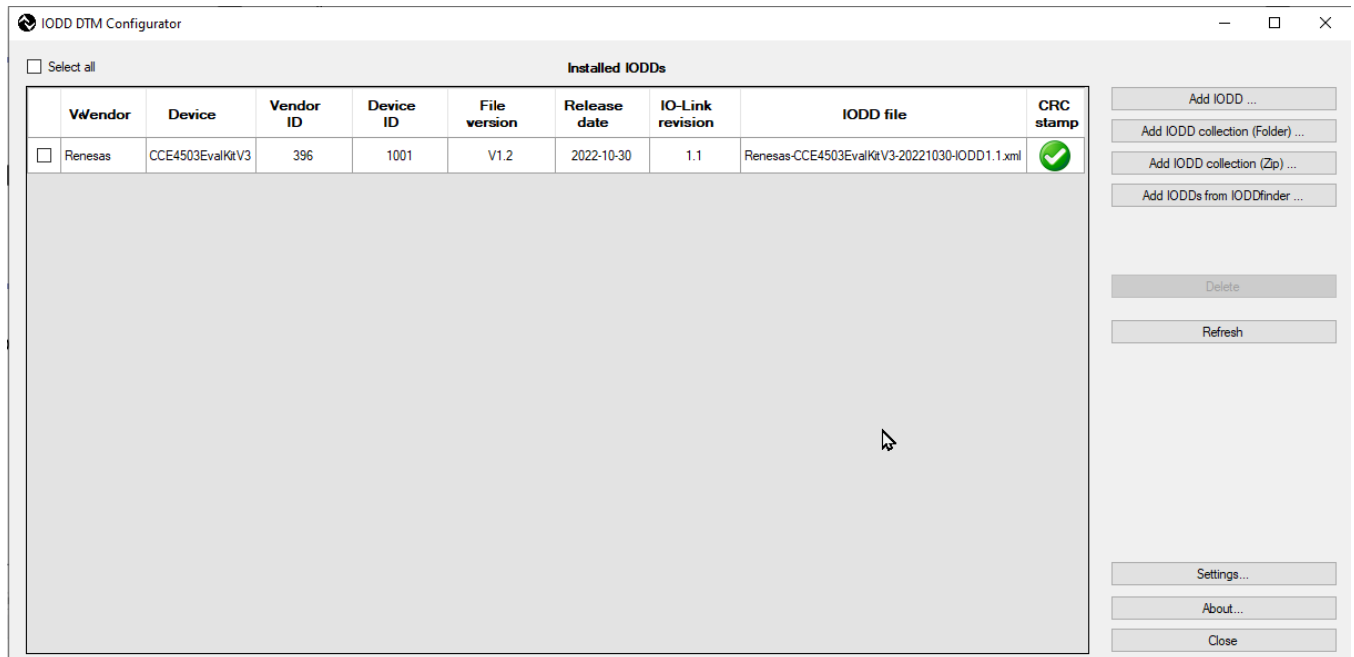 IODD DTM Configurator
Select all
Installed IODDs
Vendor
Device
Vendor ID
Device ID
File version
Release date
IO-Link revision
IODD file
CRC stamp
Renesas
CCE4503EvalKitV3
396
1001
V1.2
2022-10-30
1.1
Renesas-CCE4503EvalKitV3-20221030-IODD1.1.xml
Add IODD ...
Add IODD collection (Folder) ...
Add IODD collection (Zip) ...
Add IODDs from IODDfinder ...
Delete
Refresh
Settings...
About...
Close